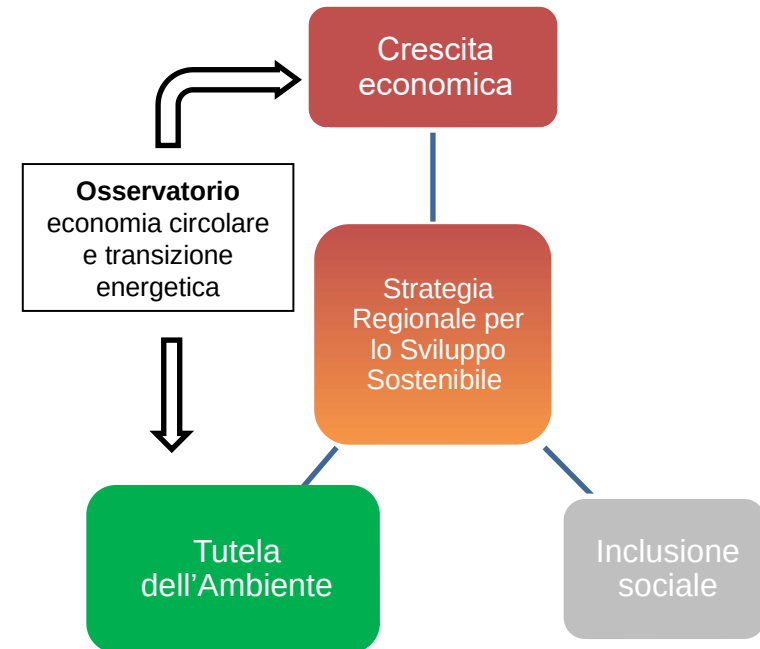 Crescita
economica
Osservatorio
economia circolare
e transizione
energetica
Strategia
Regionale per
lo Sviluppo
Sostenibile
Tutela
dell'Ambiente
Inclusione
sociale